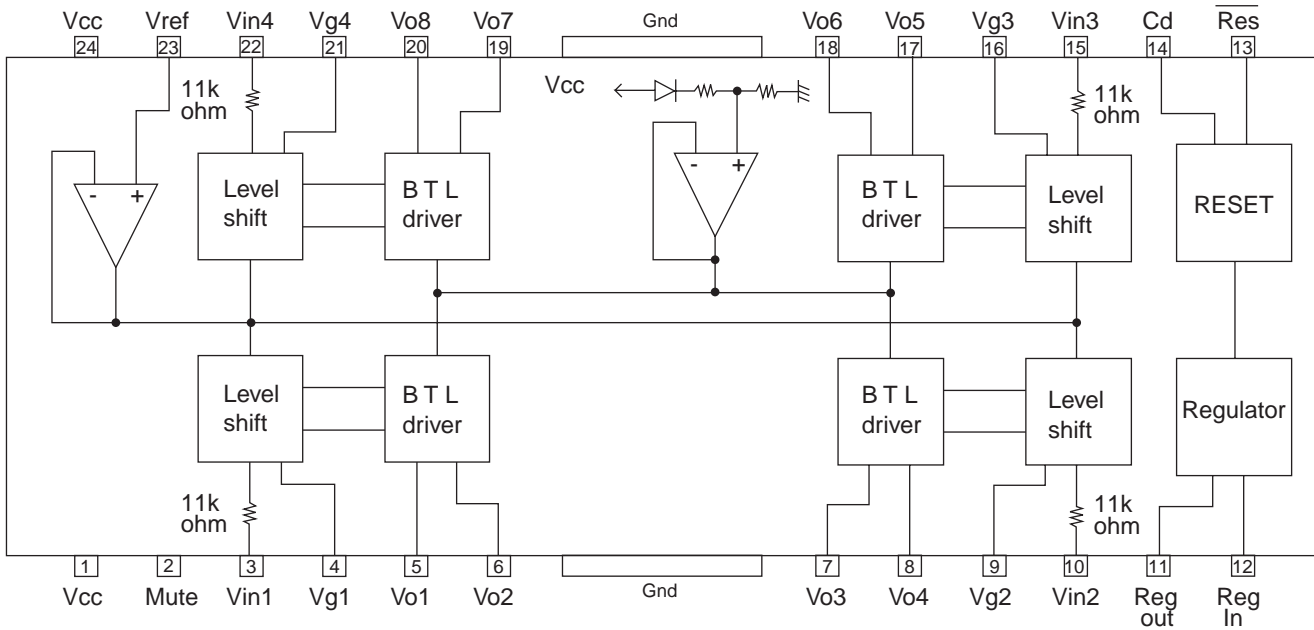 Vcc Vref Vin4 Vg4 Vo8 Vo7 Gnd Vo6 Vo5 Vg3 Vin3 Cd Res
24 23 22 21 20 19 18 17 16 15 14 13
11k
ohm
Vcc
11k
ohm
- +
Level
shift
B T L
driver
- +
B T L
driver
Level
shift
RESET
Level
shift
B T L
driver
B T L
driver
Level
shift
Regulator
11k
ohm
11k
ohm
1 2 3 4 5 6 7 8 9 10 11 12
Vcc Mute Vin1 Vg1 Vo1 Vo2 Gnd Vo3 Vo4 Vg2 Vin2 Reg
out
Reg
In